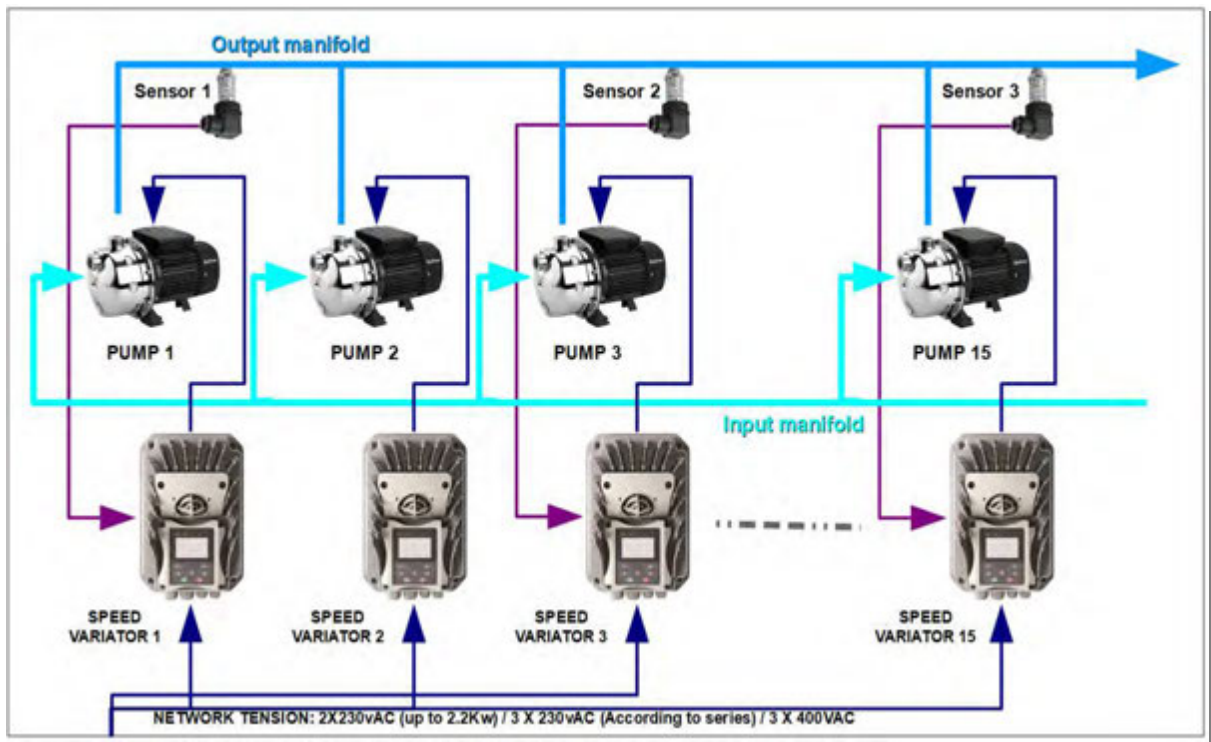 Output manifold
Sensor 1
Sensor 2
Sensor 3
PUMP 1
PUMP 2
PUMP 3
PUMP 15
Input manifold
SPEED
VARIATOR 1
SPEED
VARIATOR 2
SPEED
VARIATOR 3
SPEED
VARIATOR 15
NETWORK TENSION: 2X230vAC (up to 2.2Kw) / 3 X 230vAC (According to series) / 3 X 400VAC